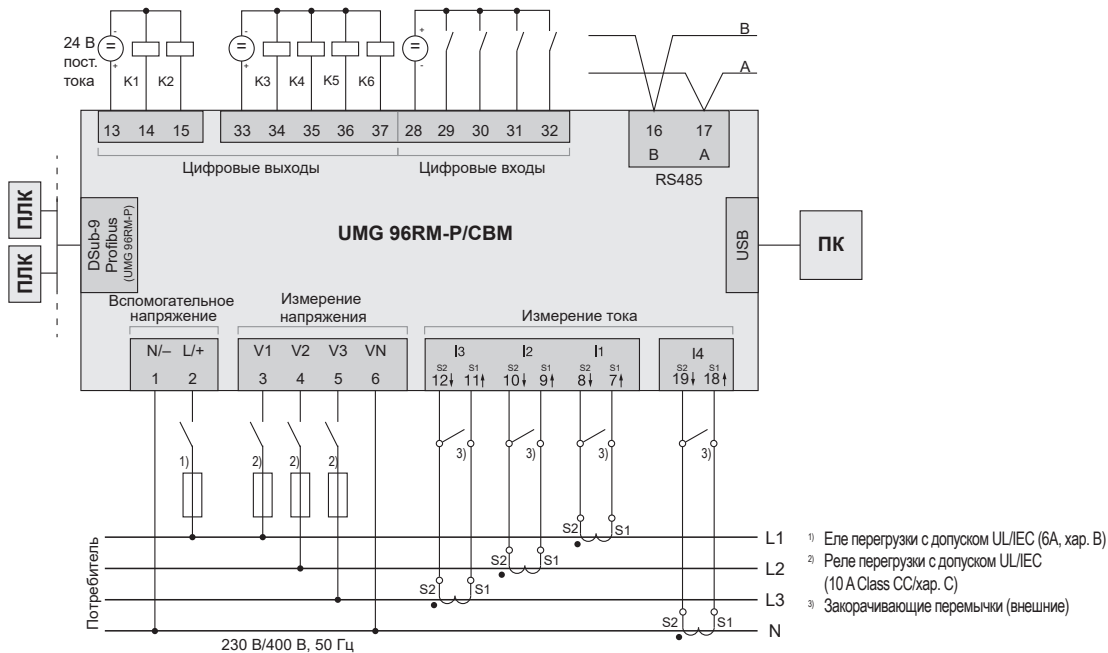 24 В
пост.
тока
- + K1 K2 - + K3 K4 K5 K6 + - B
A
13 14 15 33 34 35 36 37 28 29 30 31 32 16 17
B A
Цифровые выходы Цифровые входы RS485
ПЛК
ПЛК
DSub-9
Profibus
(UMG 96RM-P)
UMG 96RM-P/CBM
USB
ПК
Вспомогательное
напряжение
Измерение
напряжения
Измерение тока
N/– L/+ V1 V2 V3 VN I3 I2 I1 I4
S2 S1 S2 S1 S2 S1 S2 S1
1 2 3 4 5 6 12 11 10 9 8 7 19 18
1) 2) 2) 2) 3) 3) 3) 3)
Потребитель
S2 S1 L1
S2 S1 L2
S2 S1 L3
S2 S1 N
230 В/400 В, 50 Гц
1) Еле перегрузки с допуском UL/IEC (6A, хар. B)
2) Реле перегрузки с допуском UL/IEC
(10 A Class CC/хар. C)
3) Закорачивающие перемычки (внешние)